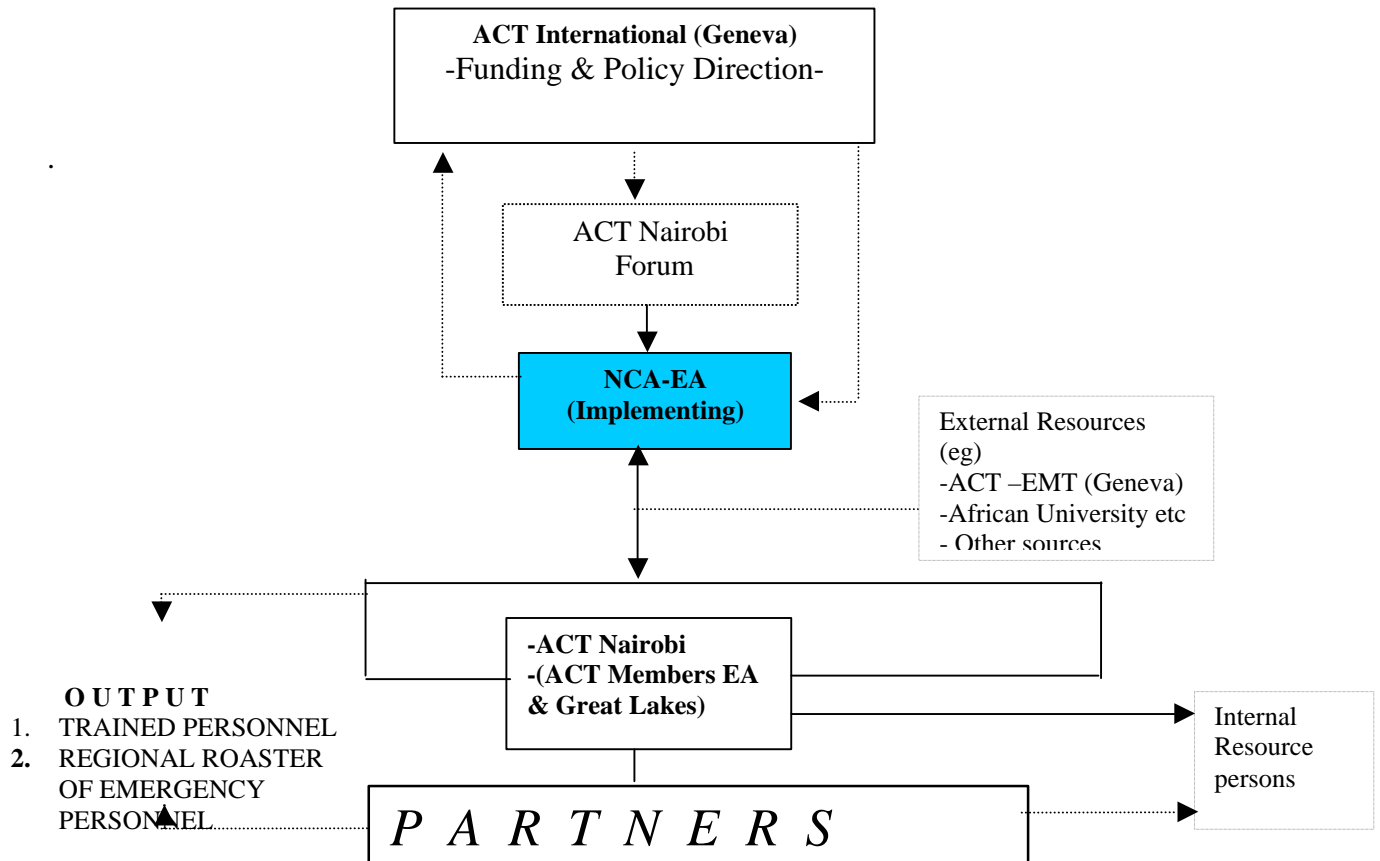 ACT International (Geneva)
-Funding & Policy Direction-
.
ACT Nairobi
Forum
NCA-EA
(Implementing)
External Resources
(eg)
-ACT –EMT (Geneva)
-African University etc
- Other sources
-ACT Nairobi
-(ACT Members EA
& Great Lakes)
O U T P U T
1. TRAINED PERSONNEL
2. REGIONAL ROASTER
OF EMERGENCY
PERSONNEL
Internal
Resource
persons
P A R T N E R S